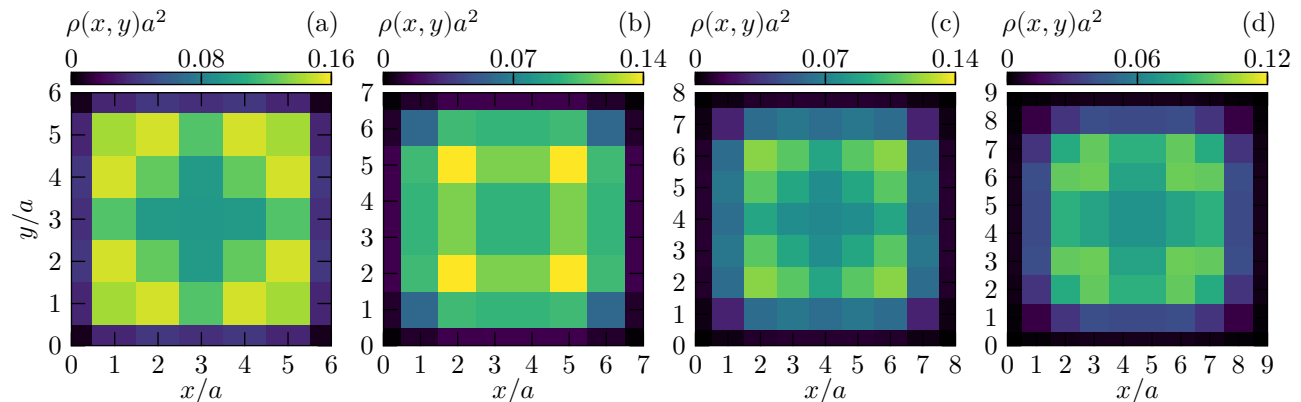 ρ(x, y)a² (a)
0 0.08 0.16
6
5
4
3
2
1
0
y/a
0 1 2 3 4 5 6
x/a
ρ(x, y)a² (b)
0 0.07 0.14
7
6
5
4
3
2
1
0
0 1 2 3 4 5 6 7
x/a
ρ(x, y)a² (c)
0 0.07 0.14
8
7
6
5
4
3
2
1
0
0 1 2 3 4 5 6 7 8
x/a
ρ(x, y)a² (d)
0 0.06 0.12
9
8
7
6
5
4
3
2
1
0
0 1 2 3 4 5 6 7 8 9
x/a